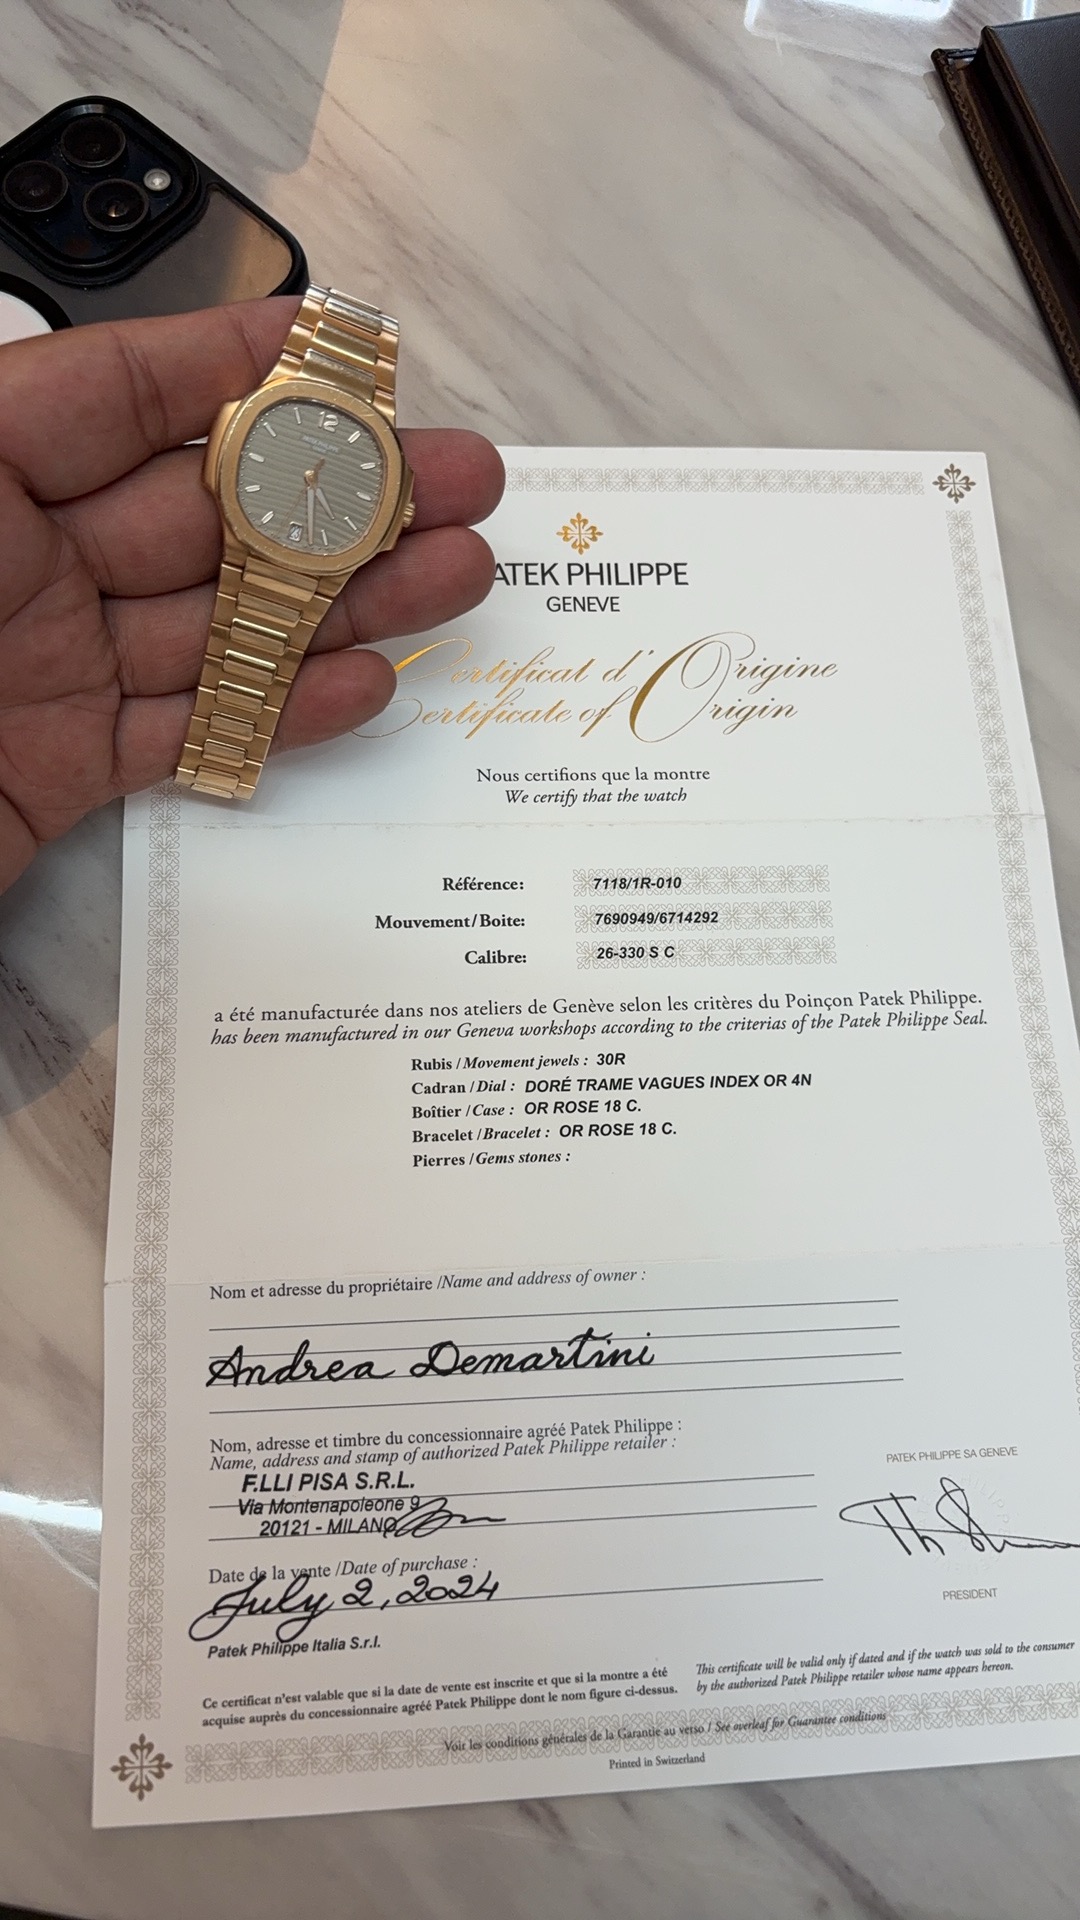 12
PATEK PHILIPPE
ATEK PHILIPPE
GENEVE
Certificat d'Origine
Certificate of Origin
Nous certifions que la montre
We certify that the watch
Référence: 7118/1R-010
Mouvement/Boite: 7690949/6714292
Calibre: 26-330 S C
a été manufacturée dans nos ateliers de Genève selon les critères du Poinçon Patek Philippe.
has been manufactured in our Geneva workshops according to the criterias of the Patek Philippe Seal.
Rubis / Movement jewels : 30R
Cadran / Dial : DORÉ TRAME VAGUES INDEX OR 4N
Boîtier / Case : OR ROSE 18 C.
Bracelet / Bracelet : OR ROSE 18 C.
Pierres / Gems stones :
Nom et adresse du propriétaire /Name and address of owner :
Andrea Demartini
Nom, adresse et timbre du concessionnaire agréé Patek Philippe :
Name, address and stamp of authorized Patek Philippe retailer :
F.LLI PISA S.R.L.
Via Montenapoleone 9
20121 - MILANO
PATEK PHILIPPE SA GENEVE
PRESIDENT
Date de la vente /Date of purchase :
July 2, 2024
Patek Philippe Italia S.r.l.
Ce certificat n'est valable que si la date de vente est inscrite et que si la montre a été
acquise auprès du concessionnaire agréé Patek Philippe dont le nom figure ci-dessus.
This certificate will be valid only if dated and if the watch was sold to the consumer
by the authorized Patek Philippe retailer whose name appears hereon.
Voir les conditions générales de la Garantie au verso / See overleaf for Guarantee conditions
Printed in Switzerland